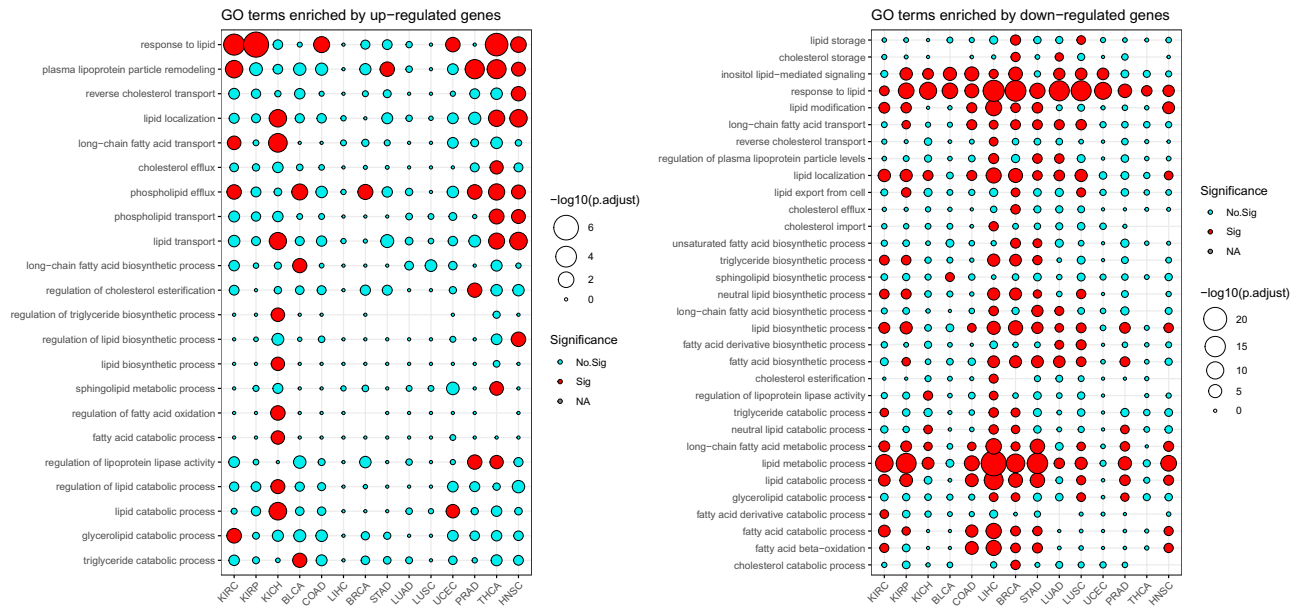 GO terms enriched by up−regulated genes
response to lipid
plasma lipoprotein particle remodeling
reverse cholesterol transport
lipid localization
long−chain fatty acid transport
cholesterol efflux
phospholipid efflux
phospholipid transport
lipid transport
long−chain fatty acid biosynthetic process
regulation of cholesterol esterification
regulation of triglyceride biosynthetic process
regulation of lipid biosynthetic process
lipid biosynthetic process
sphingolipid metabolic process
regulation of fatty acid oxidation
fatty acid catabolic process
regulation of lipoprotein lipase activity
regulation of lipid catabolic process
lipid catabolic process
glycerolipid catabolic process
triglyceride catabolic process
KIRC
KIRP
KICH
BLCA
COAD
LIHC
BRCA
STAD
LUAD
LUSC
UCEC
PRAD
THCA
HNSC
−log10(p.adjust)
6
4
2
0
Significance
No.Sig
Sig
NA
GO terms enriched by down−regulated genes
lipid storage
cholesterol storage
inositol lipid−mediated signaling
response to lipid
lipid modification
long−chain fatty acid transport
reverse cholesterol transport
regulation of plasma lipoprotein particle levels
lipid localization
lipid export from cell
cholesterol efflux
cholesterol import
unsaturated fatty acid biosynthetic process
triglyceride biosynthetic process
sphingolipid biosynthetic process
neutral lipid biosynthetic process
long−chain fatty acid biosynthetic process
lipid biosynthetic process
fatty acid derivative biosynthetic process
fatty acid biosynthetic process
cholesterol esterification
regulation of lipoprotein lipase activity
triglyceride catabolic process
neutral lipid catabolic process
long−chain fatty acid metabolic process
lipid metabolic process
lipid catabolic process
glycerolipid catabolic process
fatty acid derivative catabolic process
fatty acid catabolic process
fatty acid beta−oxidation
cholesterol catabolic process
KIRC
KIRP
KICH
BLCA
COAD
LIHC
BRCA
STAD
LUAD
LUSC
UCEC
PRAD
THCA
HNSC
Significance
No.Sig
Sig
NA
−log10(p.adjust)
20
15
10
5
0